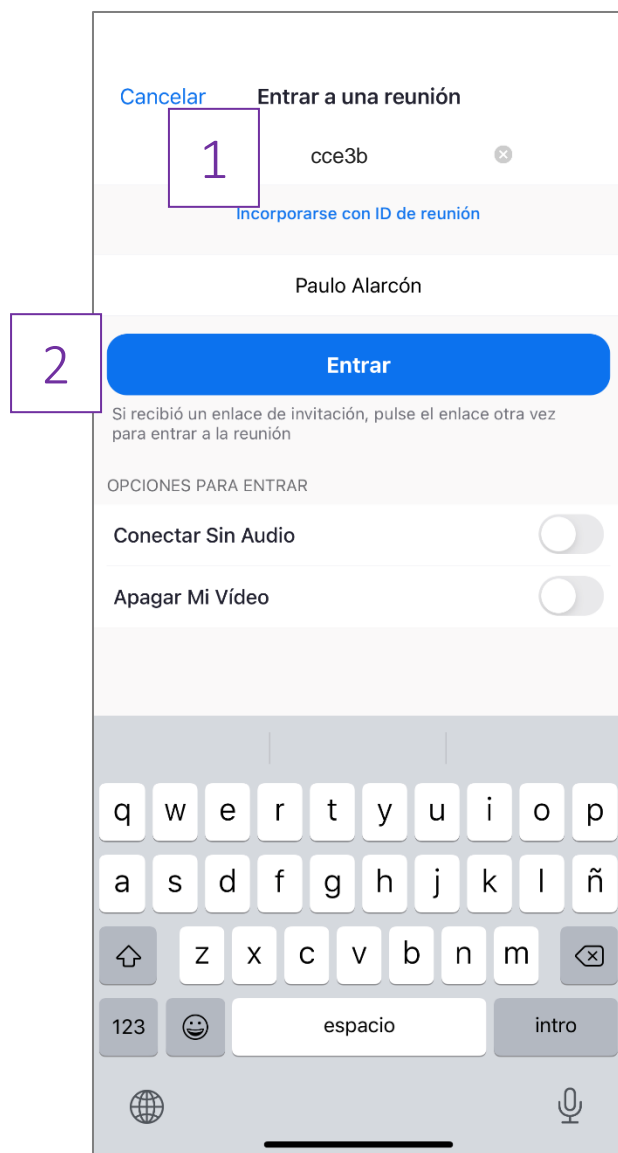 Cancelar Entrar a una reunión
1
cce3b
Incorporarse con ID de reunión
Paulo Alarcón
2
Entrar
Si recibió un enlace de invitación, pulse el enlace otra vez
para entrar a la reunión
OPCIONES PARA ENTRAR
Conectar Sin Audio
Apagar Mi Vídeo
q w e r t y u i o p
a s d f g h j k l ñ
z x c v b n m
123 espacio intro